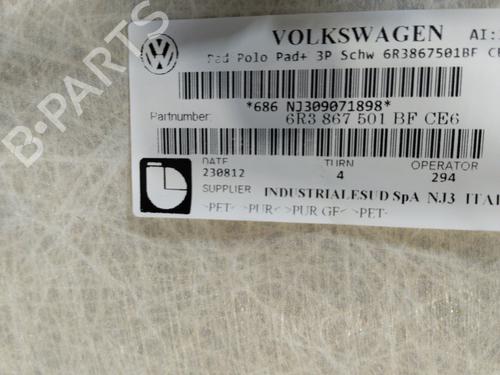 VOLKSWAGEN AI:
Pad Polo Pad+ 3P Schw 6R3867501BF
*686 NJ309071898*
Partnumber:
6R3 867 501 BF CE6
DATE TURN OPERATOR
230812 4 294
SUPPLIER INDUSTRIALESUD SpA NJ3 ITAL
>PET< >PUR< >PUR GF< >PET<
B-PARTS